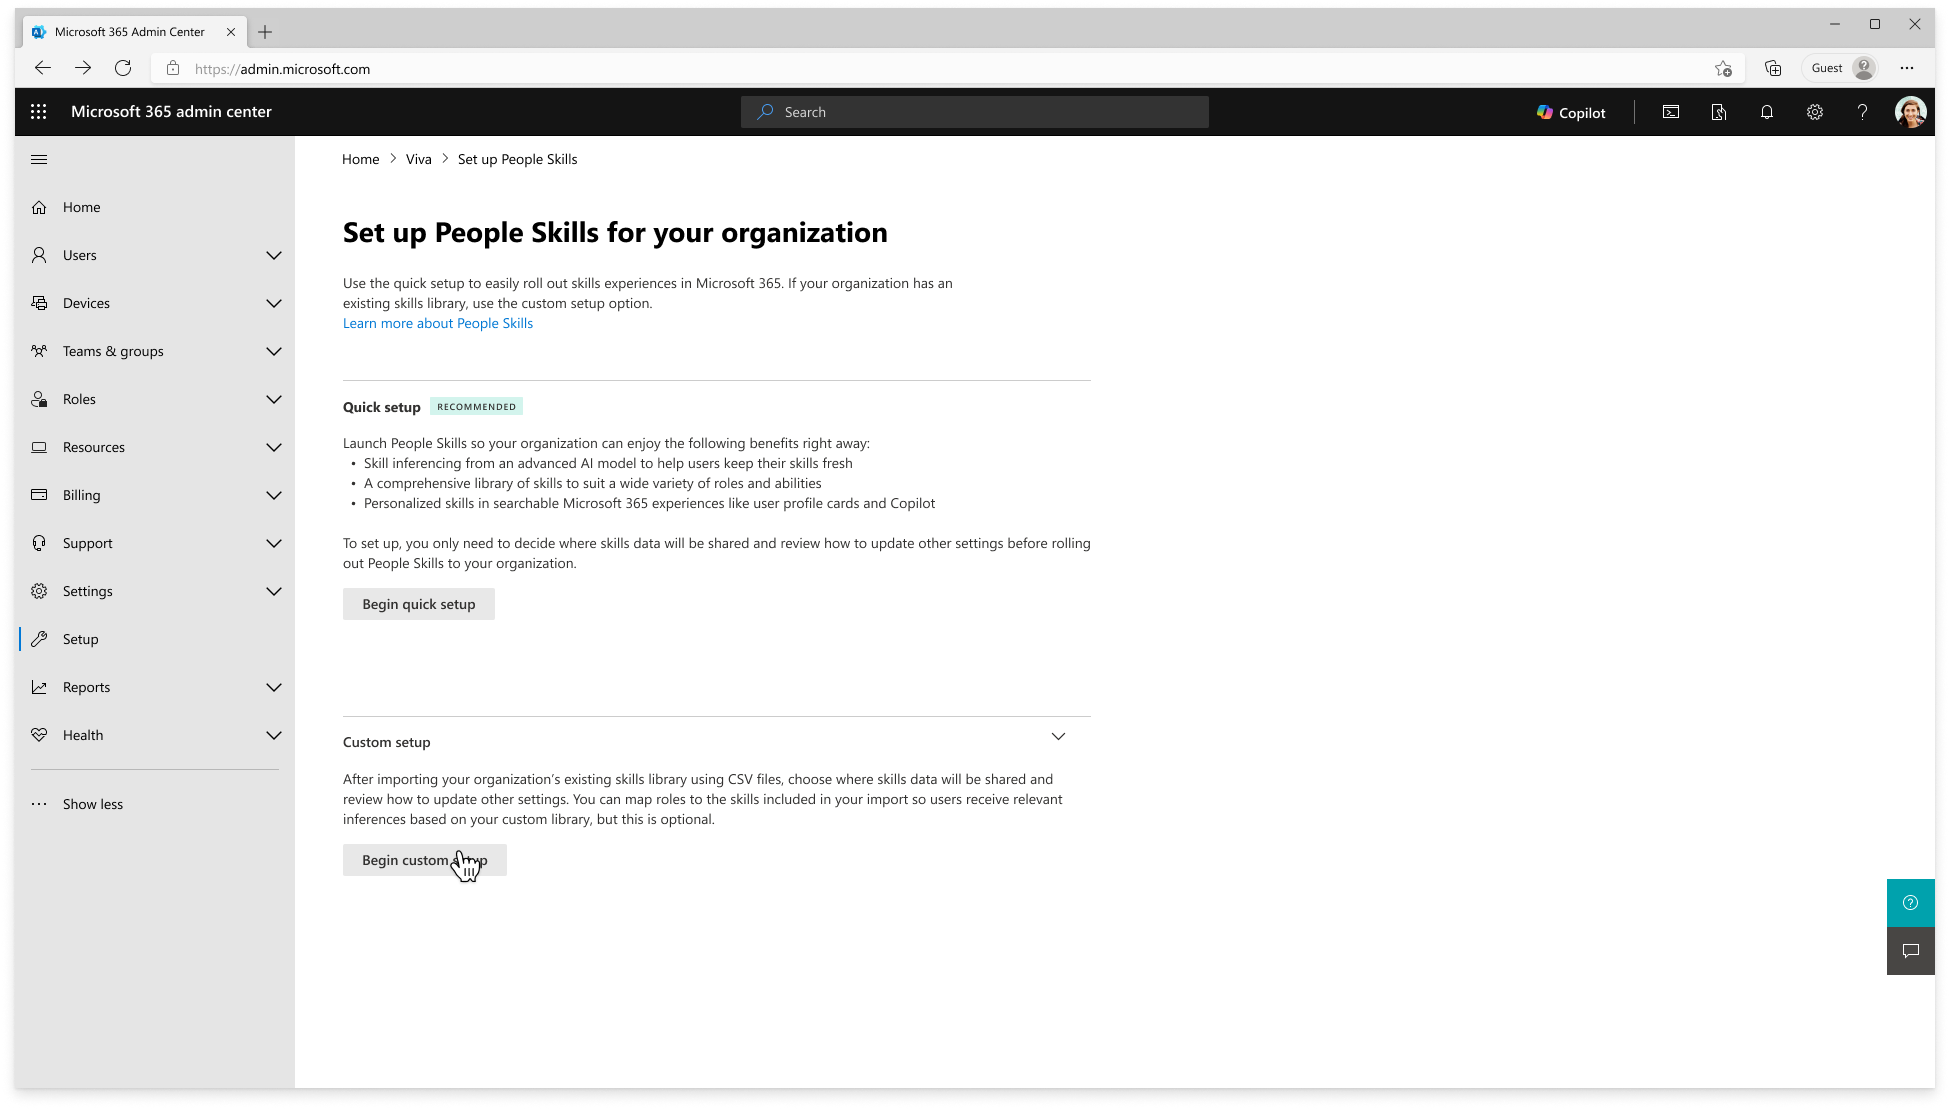 Microsoft 365 Admin Center
https://admin.microsoft.com
Guest
Microsoft 365 admin center
Search
Copilot
Home > Viva > Set up People Skills
Home
Users
Devices
Teams & groups
Roles
Resources
Billing
Support
Settings
Setup
Reports
Health
Show less
Set up People Skills for your organization
Use the quick setup to easily roll out skills experiences in Microsoft 365. If your organization has an
existing skills library, use the custom setup option.
Learn more about People Skills
Quick setup RECOMMENDED
Launch People Skills so your organization can enjoy the following benefits right away:
• Skill inferencing from an advanced AI model to help users keep their skills fresh
• A comprehensive library of skills to suit a wide variety of roles and abilities
• Personalized skills in searchable Microsoft 365 experiences like user profile cards and Copilot
To set up, you only need to decide where skills data will be shared and review how to update other settings before rolling
out People Skills to your organization.
Begin quick setup
Custom setup
After importing your organization’s existing skills library using CSV files, choose where skills data will be shared and
review how to update other settings. You can map roles to the skills included in your import so users receive relevant
inferences based on your custom library, but this is optional.
Begin custom setup